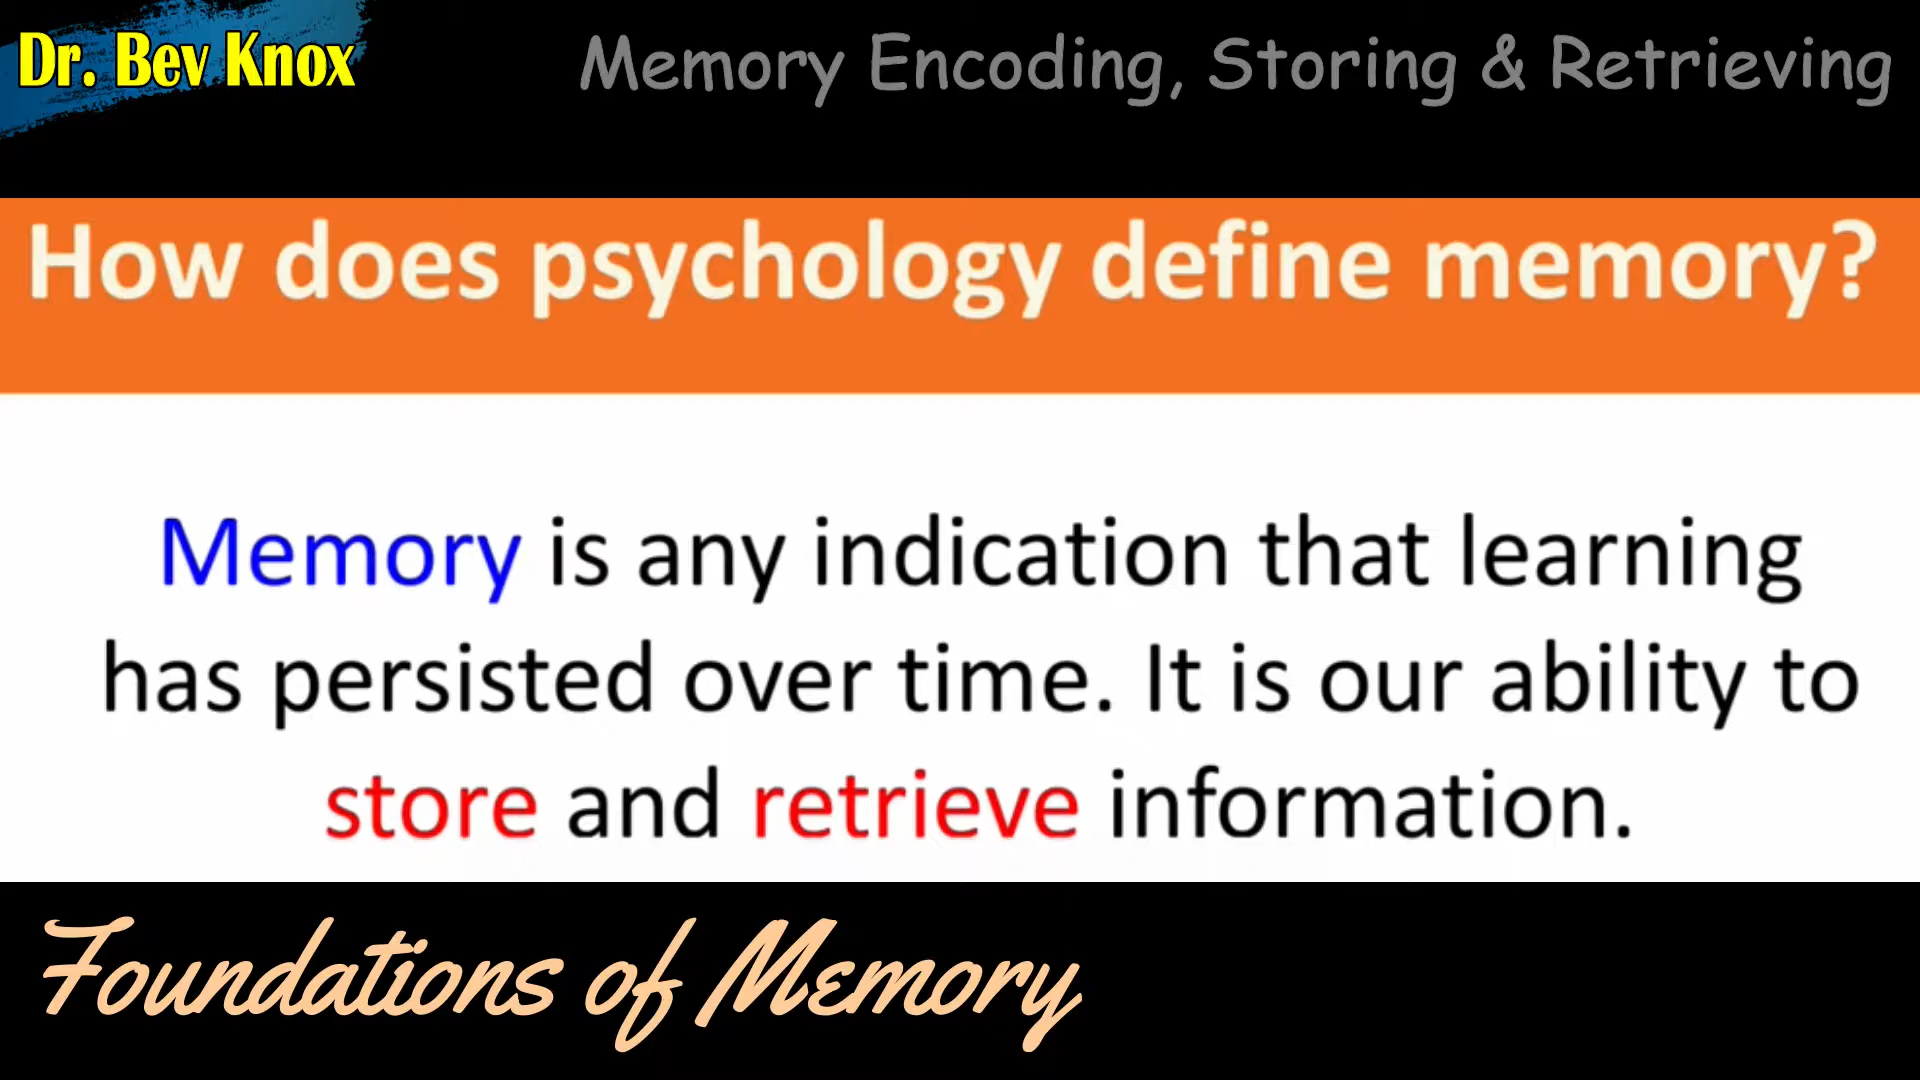 Dr. Bev Knox
Memory Encoding, Storing & Retrieving
How does psychology define memory?
Memory is any indication that learning
has persisted over time. It is our ability to
store and retrieve information.
Foundations of Memory